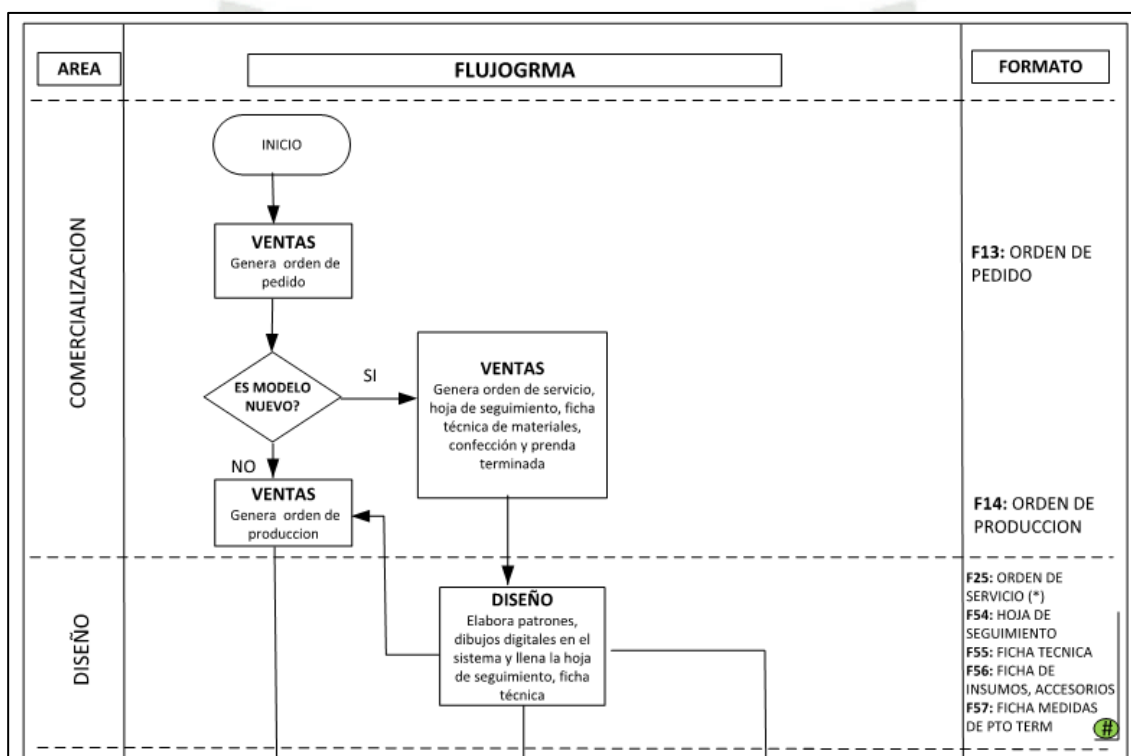 AREA
FLUJOGRMA
FORMATO
COMERCIALIZACION
INICIO
VENTAS
Genera orden de
pedido
F13: ORDEN DE
PEDIDO
ES MODELO
NUEVO?
SI
NO
VENTAS
Genera orden de servicio,
hoja de seguimiento, ficha
técnica de materiales,
confección y prenda
terminada
VENTAS
Genera orden de
produccion
F14: ORDEN DE
PRODUCCION
DISEÑO
DISEÑO
Elabora patrones,
dibujos digitales en el
sistema y llena la hoja
de seguimiento, ficha
técnica
F25: ORDEN DE
SERVICIO (*)
F54: HOJA DE
SEGUIMIENTO
F55: FICHA TECNICA
F56: FICHA DE
INSUMOS, ACCESORIOS
F57: FICHA MEDIDAS
DE PTO TERM
#